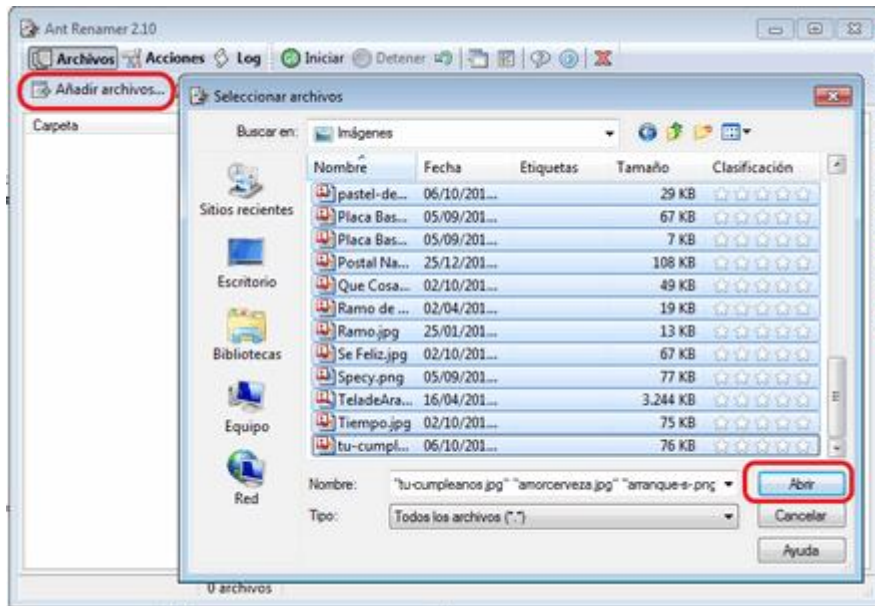 Ant Renamer 2.10
Archivos Acciones Log Iniciar Detener
Añadir archivos...
Carpeta
Seleccionar archivos
Buscar en: Imágenes
Nombre Fecha Etiquetas Tamaño Clasificación
pastel-de... 06/10/201... 29 KB
Placa Bas... 05/09/201... 67 KB
Placa Bas... 05/09/201... 7 KB
Postal Na... 25/12/201... 108 KB
Que Cosa... 02/10/201... 49 KB
Ramo de ... 02/04/201... 19 KB
Ramo.jpg 25/01/201... 13 KB
Se Feliz.jpg 02/10/201... 67 KB
Specy.png 05/09/201... 77 KB
TeladeAra... 16/04/201... 3.244 KB
Tiempo.jpg 02/10/201... 75 KB
tu-cumpl... 06/10/201... 76 KB
Sitios recientes
Escritorio
Bibliotecas
Equipo
Red
Nombre: "tu-cumpleanos.jpg" "amorcerveza.jpg" "arranque-s-.png Abrir
Tipo: Todos los archivos (*.*) Cancelar
Ayuda
0 archivos